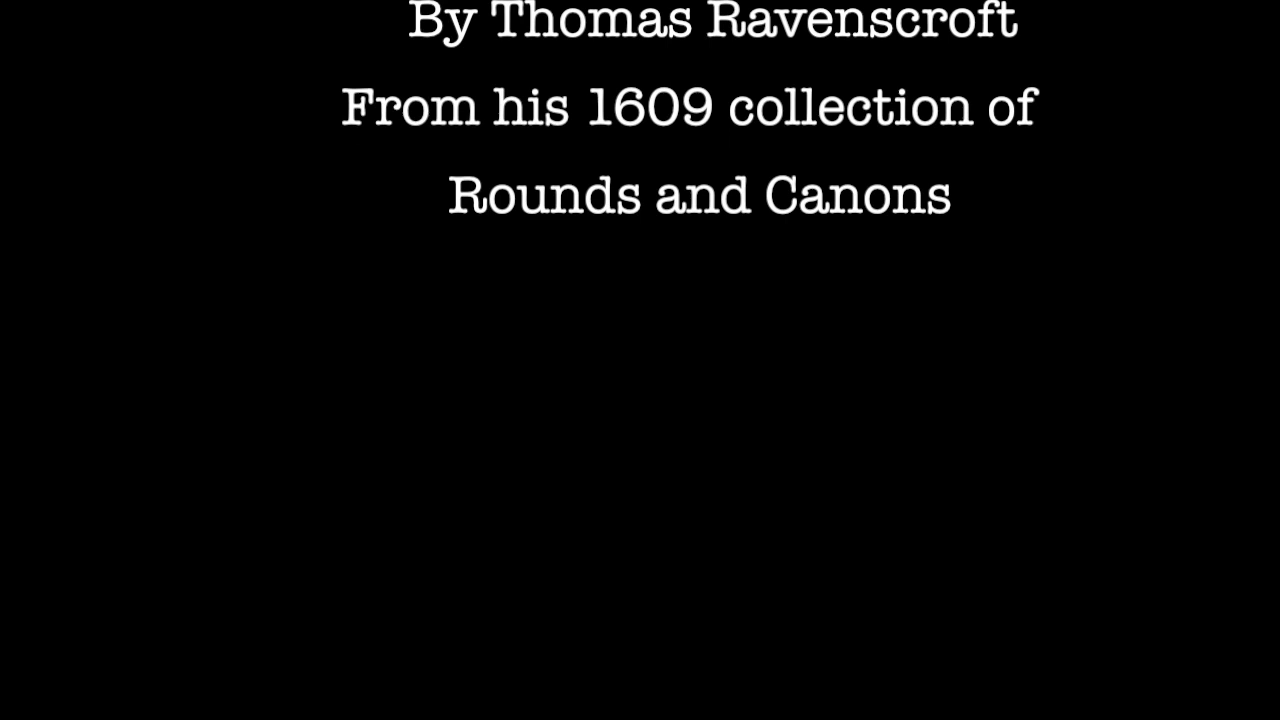 By Thomas Ravenscroft
From his 1609 collection of
Rounds and Canons